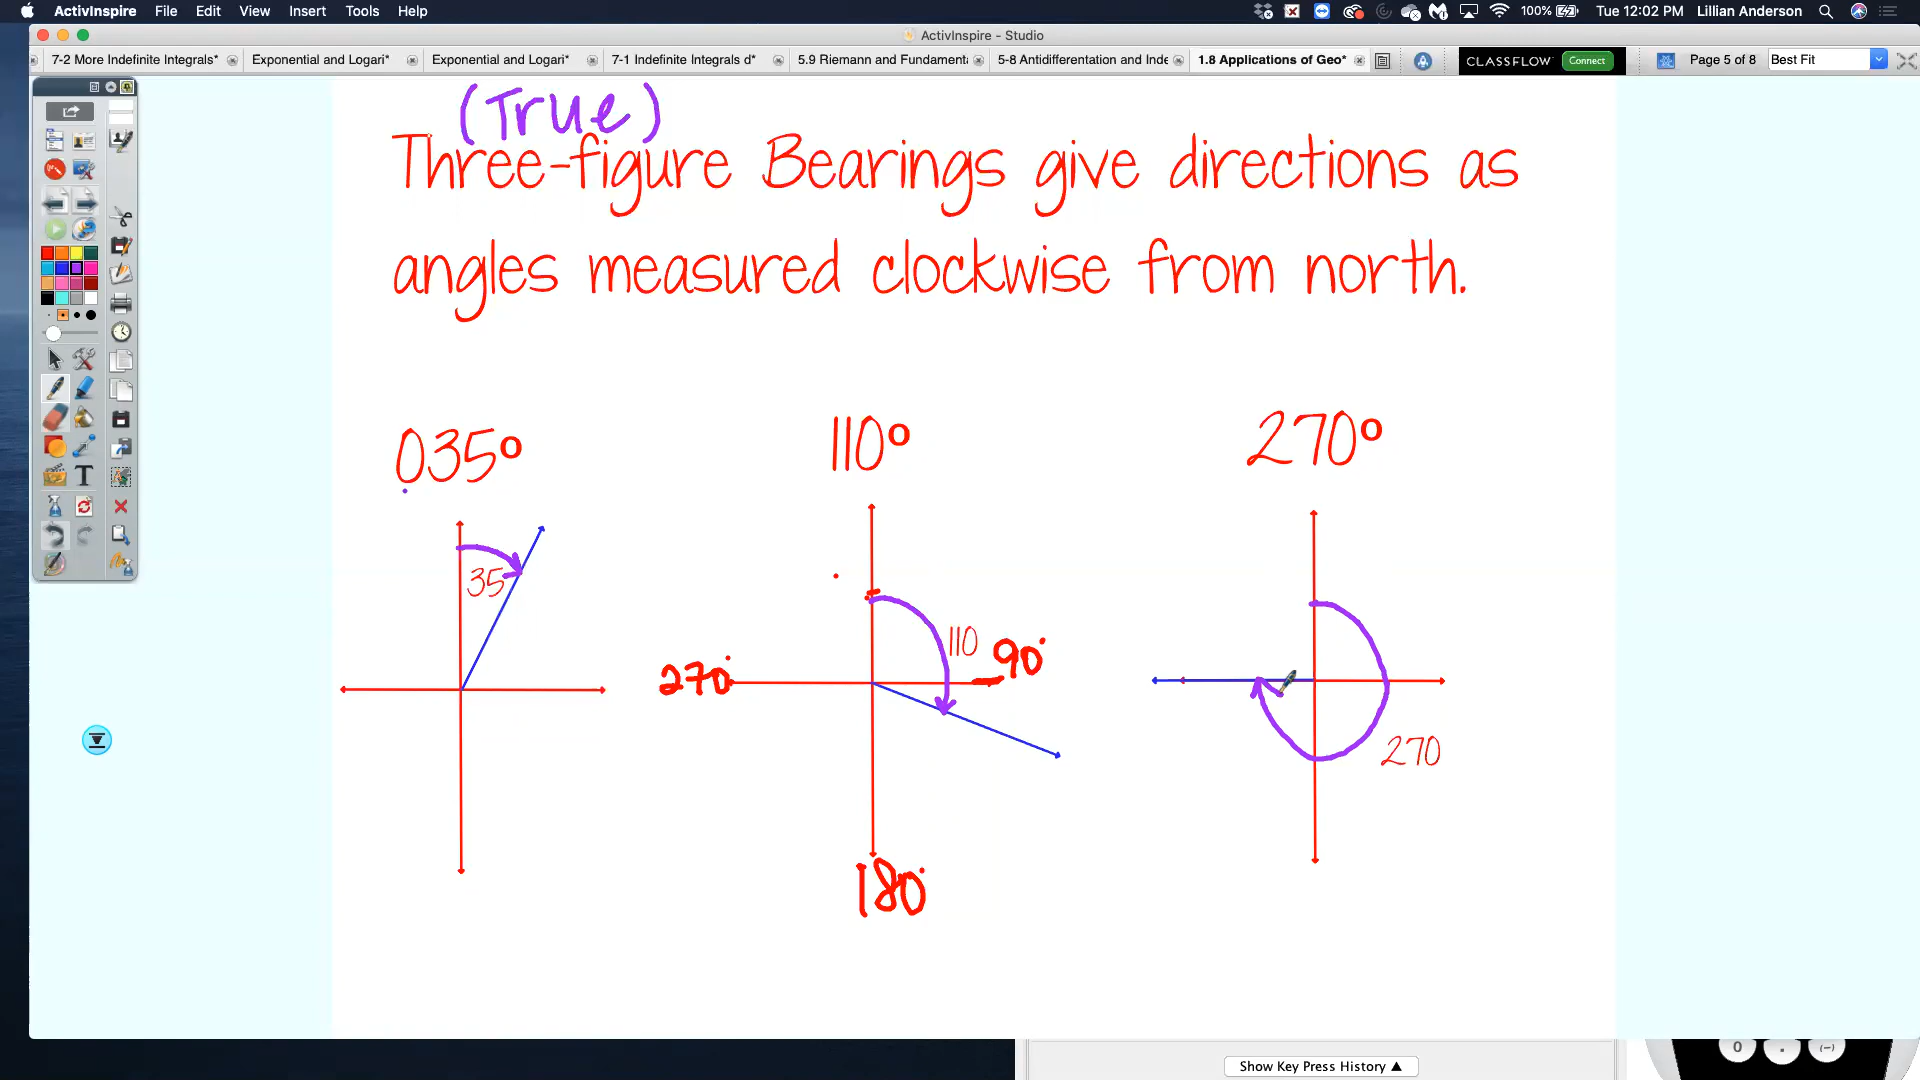 ActivInspire File Edit View Insert Tools Help 100% Tue 12:02 PM Lillian Anderson
ActivInspire - Studio
7-2 More Indefinite Integrals* Exponential and Logari* Exponential and Logari* 7-1 Indefinite Integrals d* 5.9 Riemann and Fundament 5-8 Antidifferentation and Inde 1.8 Applications of Geo* CLASSFLOW Connect Page 5 of 8 Best Fit
(True)
Three-figure Bearings give directions as
angles measured clockwise from north.
035° 110° 270°
35
110
90°
270°
270
180°
T
Show Key Press History ▲
0 . (−)